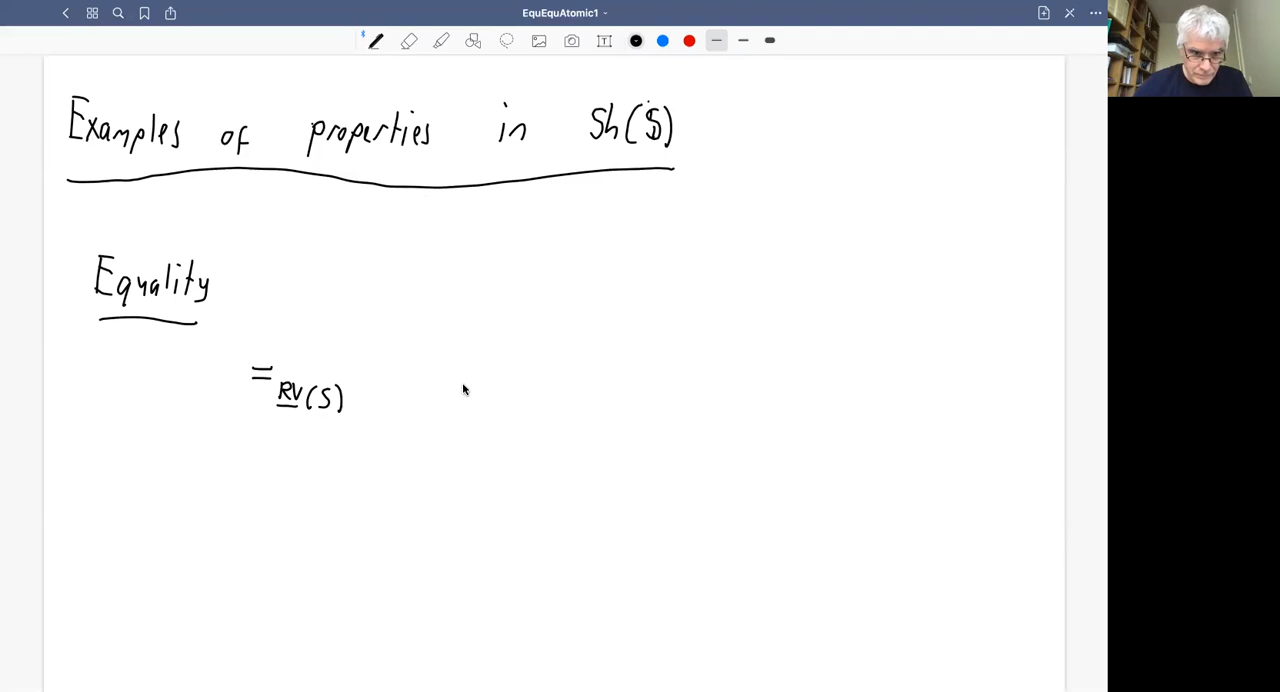 EquEquAtomic1
Examples of properties in Sh($)
Equality
= RV(S)